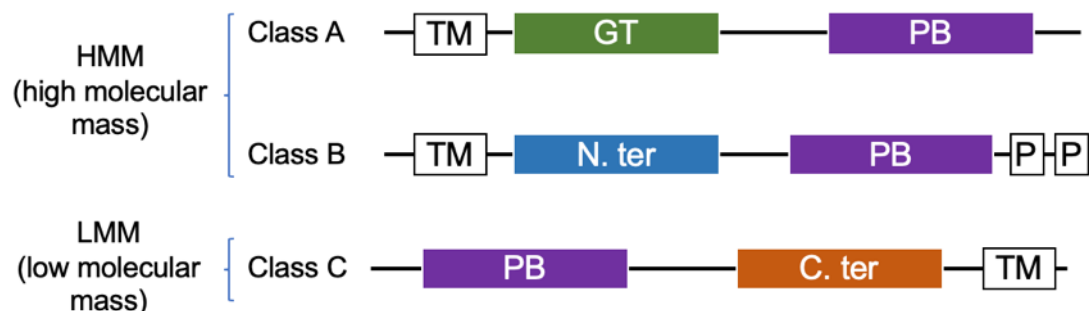 HMM
(high molecular
mass)
Class A
TM
GT
PB
Class B
TM
N. ter
PB
P
P
LMM
(low molecular
mass)
Class C
PB
C. ter
TM